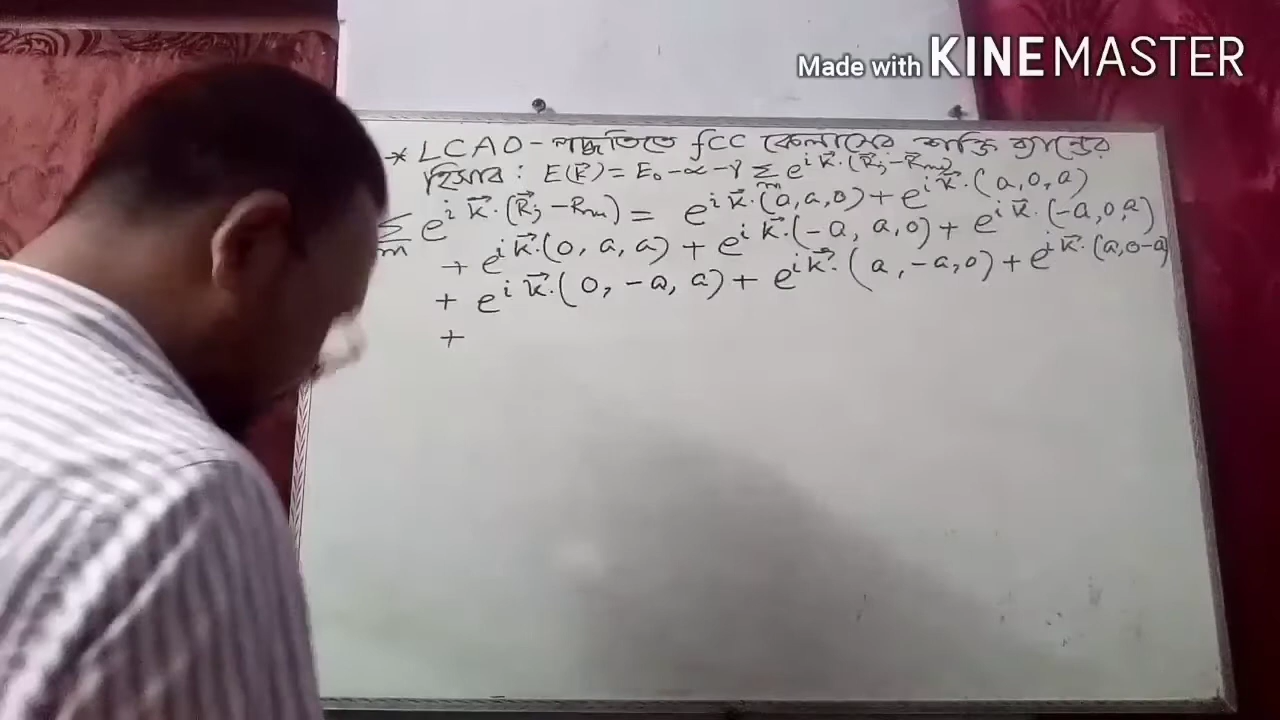 Made with KINEMASTER
* LCAO - পদ্ধতিতে fCC কেলাসের শক্তি ব্যান্ডের
হিসাব : E(k⃗) = E₀ - α - γ Σₘ e^{i k⃗·(R⃗ⱼ - R⃗ₘ)}
Σₘ e^{i k⃗·(R⃗ⱼ - Rₘ)} = e^{i k⃗·(a, a, 0)} + e^{i k⃗·(a, 0, a)}
+ e^{i k⃗·(0, a, a)} + e^{i k⃗·(-a, a, 0)} + e^{i k⃗·(-a, 0, a)}
+ e^{i k⃗·(0, -a, a)} + e^{i k⃗·(a, -a, 0)} + e^{i k⃗·(a, 0 -a)}
+